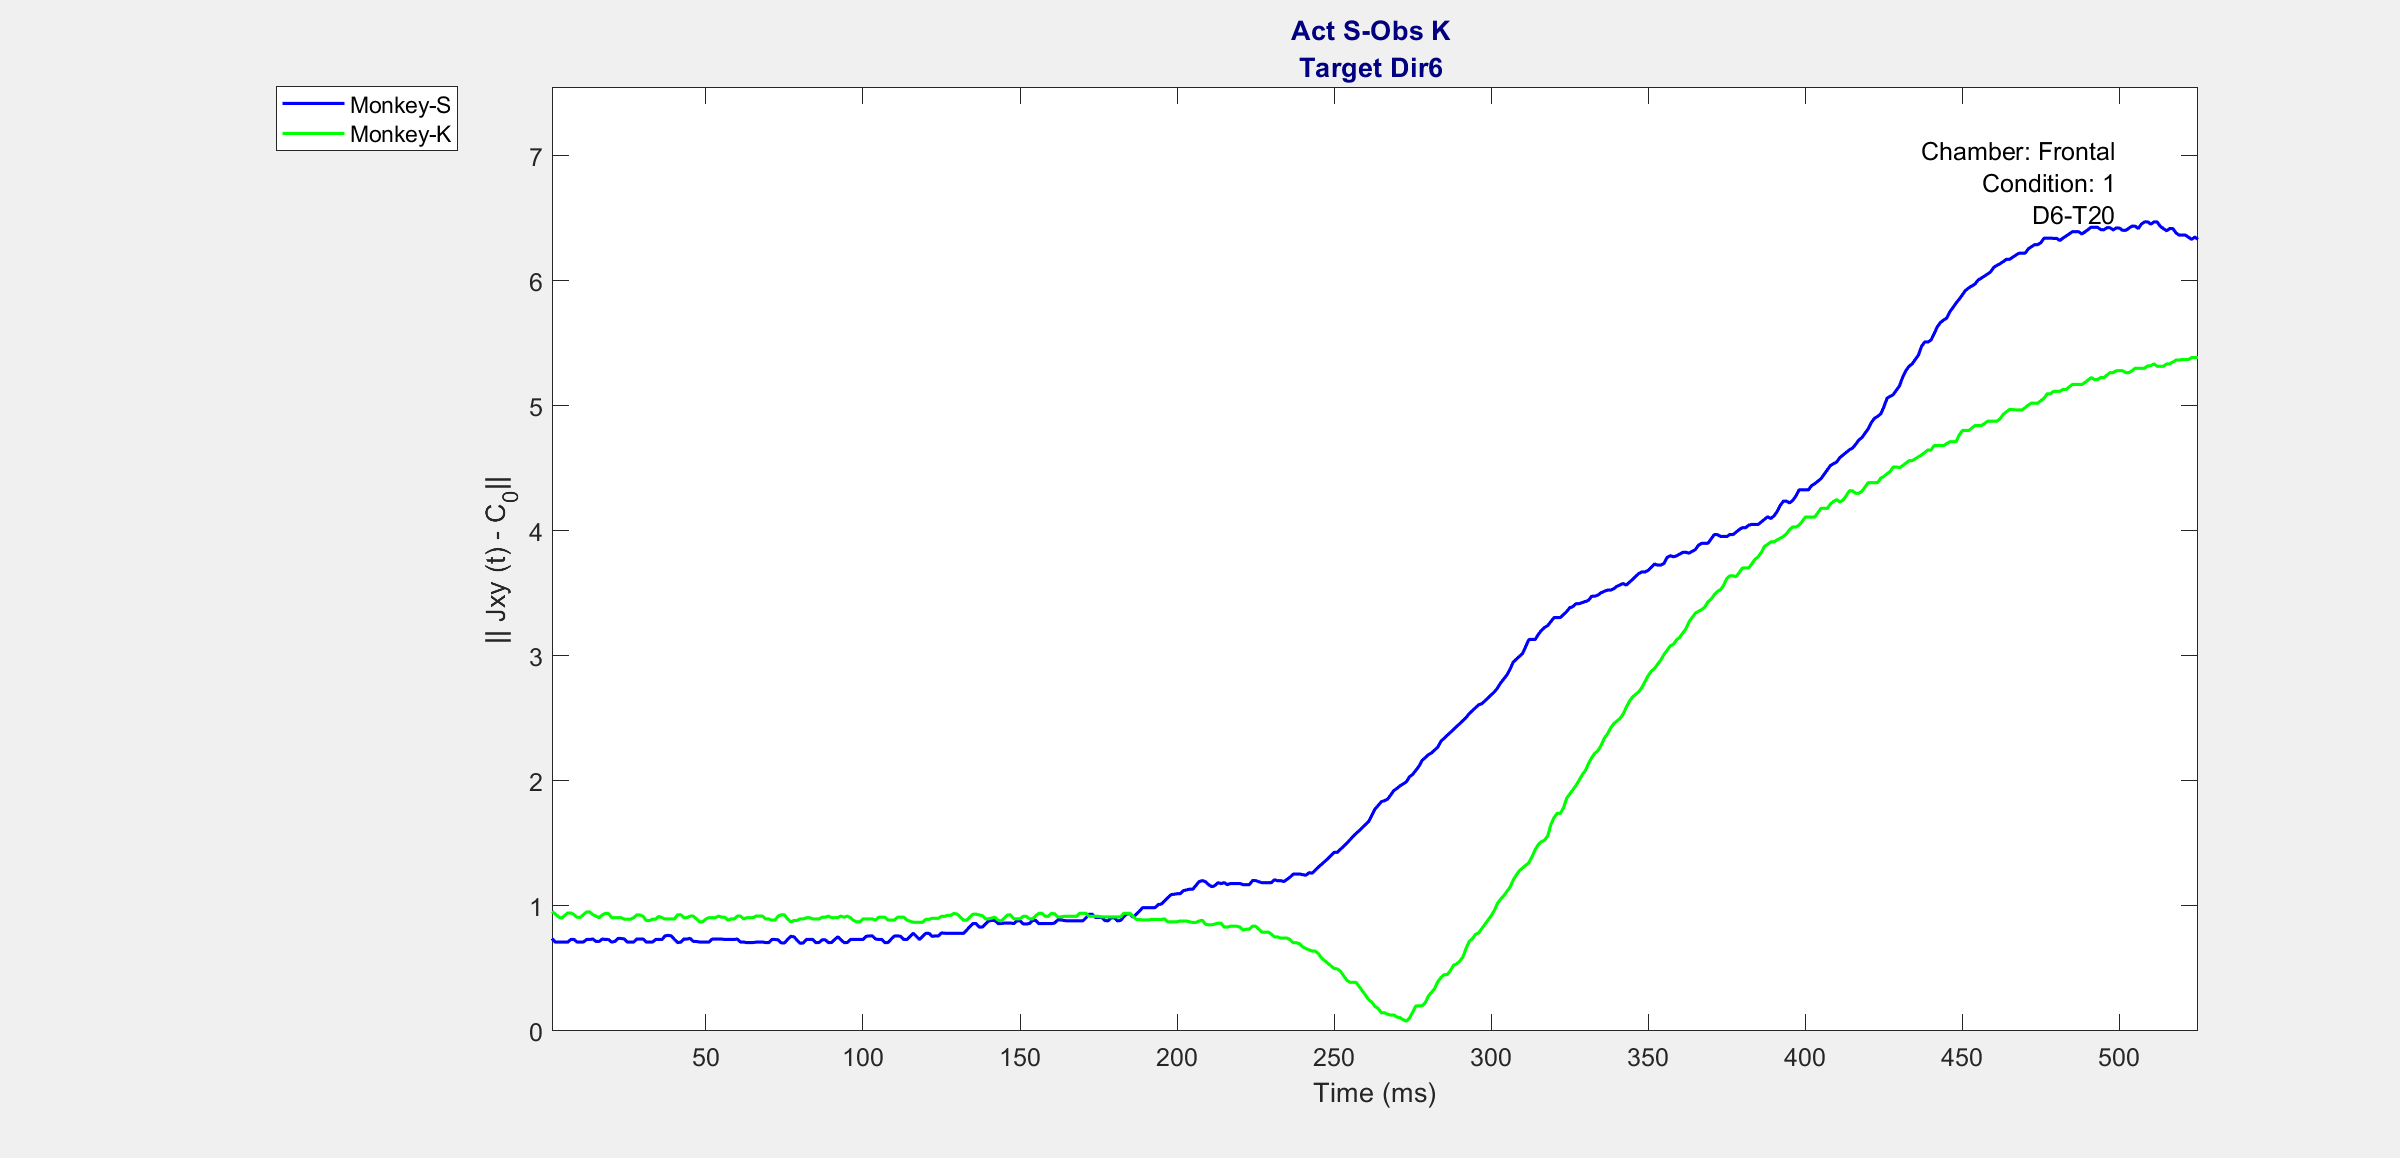 Act S-Obs K
Target Dir6
Monkey-S
Monkey-K
Chamber: Frontal
Condition: 1
D6-T20
|| Jxy (t) - C₀||
7
6
5
4
3
2
1
0
50 100 150 200 250 300 350 400 450 500
Time (ms)